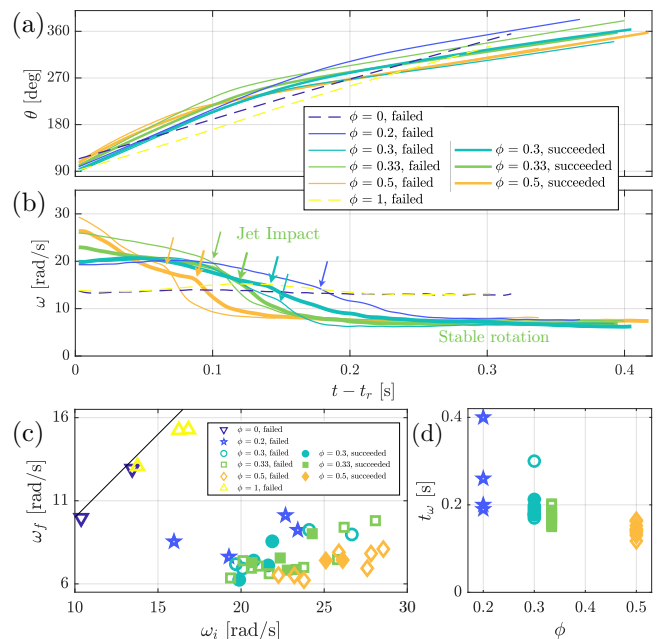 (a)
360
270
180
90
θ [deg]
ϕ = 0, failed
ϕ = 0.2, failed
ϕ = 0.3, failed
ϕ = 0.3, succeeded
ϕ = 0.33, failed
ϕ = 0.33, succeeded
ϕ = 0.5, failed
ϕ = 0.5, succeeded
ϕ = 1, failed
(b)
30
20
10
0
ω [rad/s]
Jet Impact
Stable rotation
0
0.1
0.2
0.3
0.4
t − t_r [s]
(c)
16
13
10
7
ω_f [rad/s]
ϕ = 0, failed
ϕ = 0.2, failed
ϕ = 0.3, failed
ϕ = 0.3, succeeded
ϕ = 0.33, failed
ϕ = 0.33, succeeded
ϕ = 0.5, failed
ϕ = 0.5, succeeded
ϕ = 1, failed
10
15
20
25
30
ω_i [rad/s]
(d)
0.4
0.2
0
t_ω [s]
0.2
0.3
0.4
0.5
ϕ